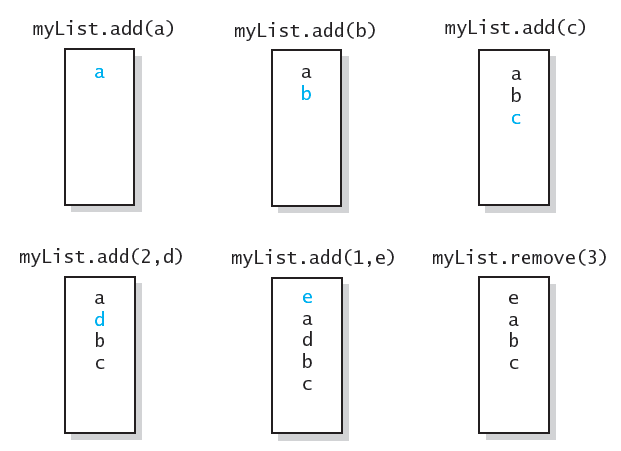 myList.add(a)
a
myList.add(b)
a
b
myList.add(c)
a
b
c
myList.add(2,d)
a
d
b
c
myList.add(1,e)
e
a
d
b
c
myList.remove(3)
e
a
b
c